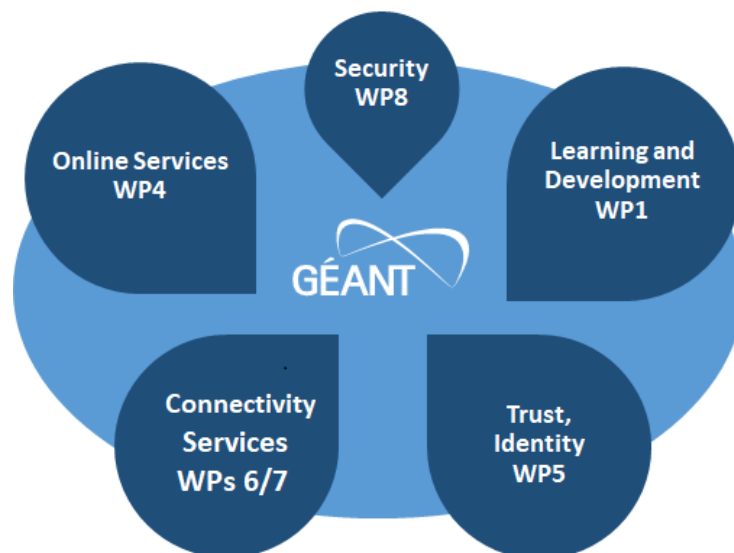 Security
WP8
Online Services
WP4
Learning and
Development
WP1
GÉANT
Connectivity
Services
WPs 6/7
Trust,
Identity
WP5